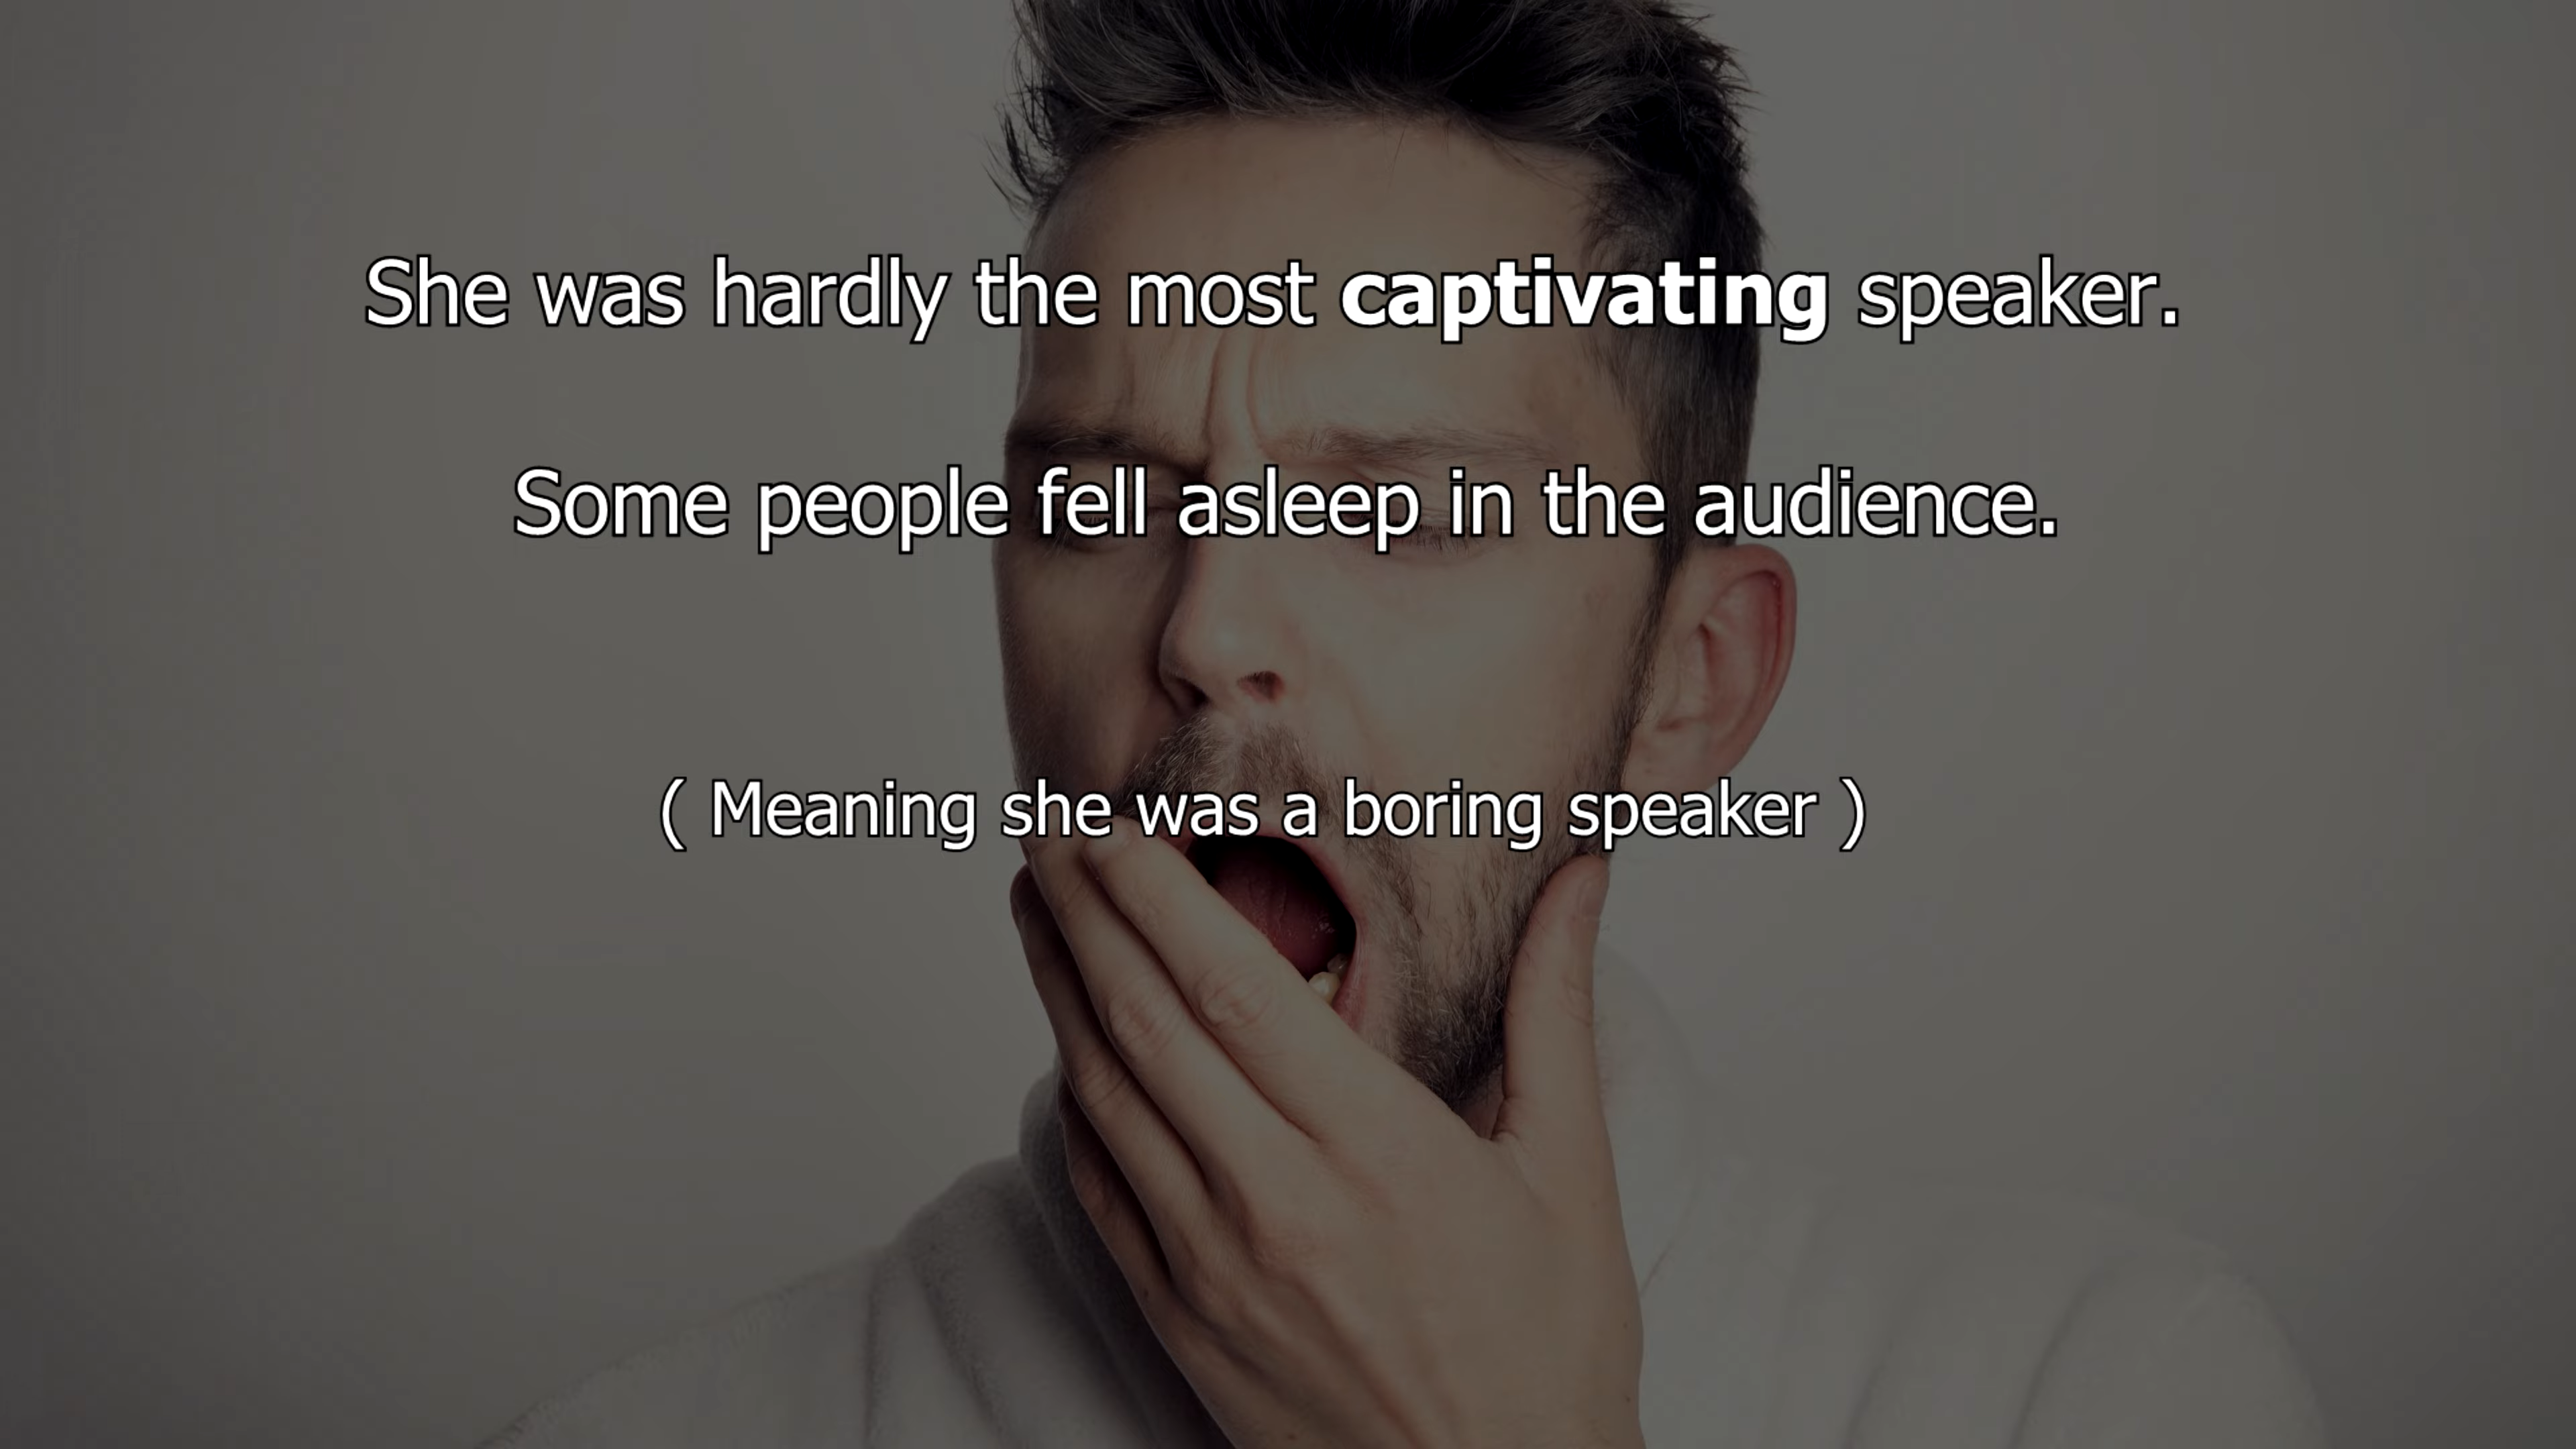 She was hardly the most captivating speaker.
Some people fell asleep in the audience.
( Meaning she was a boring speaker )